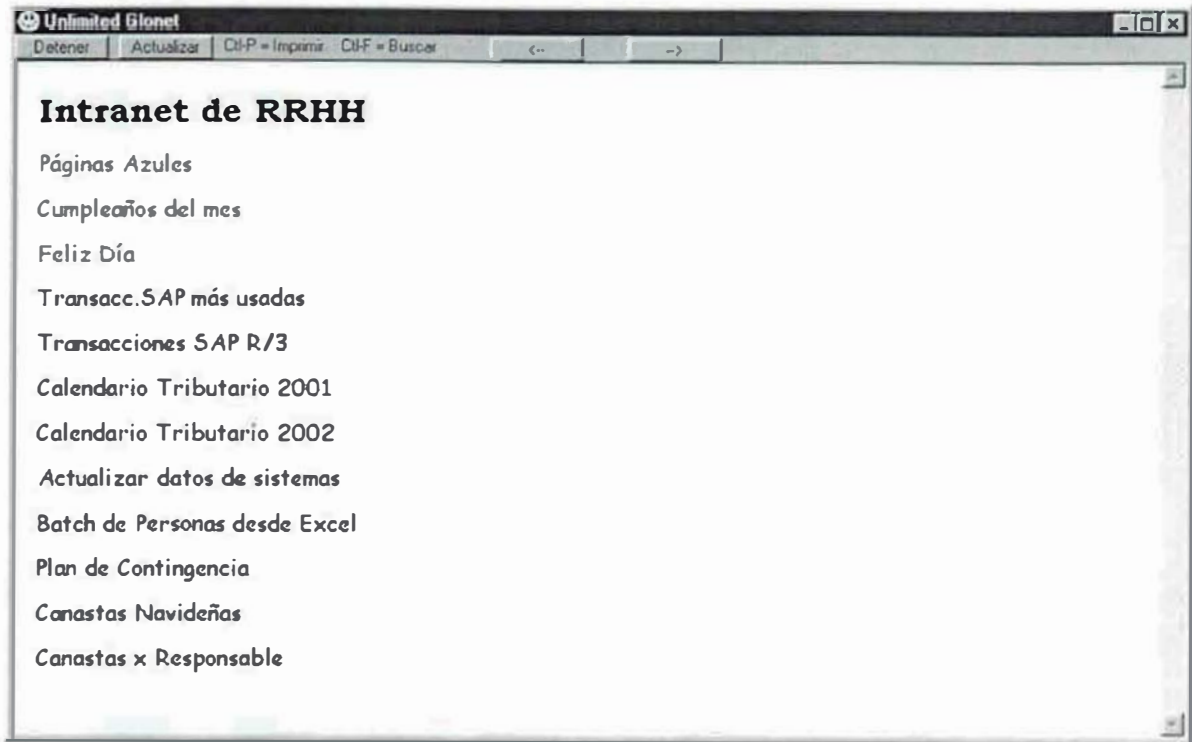 Unlimited Glonet
Detener Actualizar Ctl-P = Imprimir Ctl-F = Buscar <-- -->
Intranet de RRHH
Páginas Azules
Cumpleaños del mes
Feliz Día
Transacc.SAP más usadas
Transacciones SAP R/3
Calendario Tributario 2001
Calendario Tributario 2002
Actualizar datos de sistemas
Batch de Personas desde Excel
Plan de Contingencia
Canastas Navideñas
Canastas x Responsable